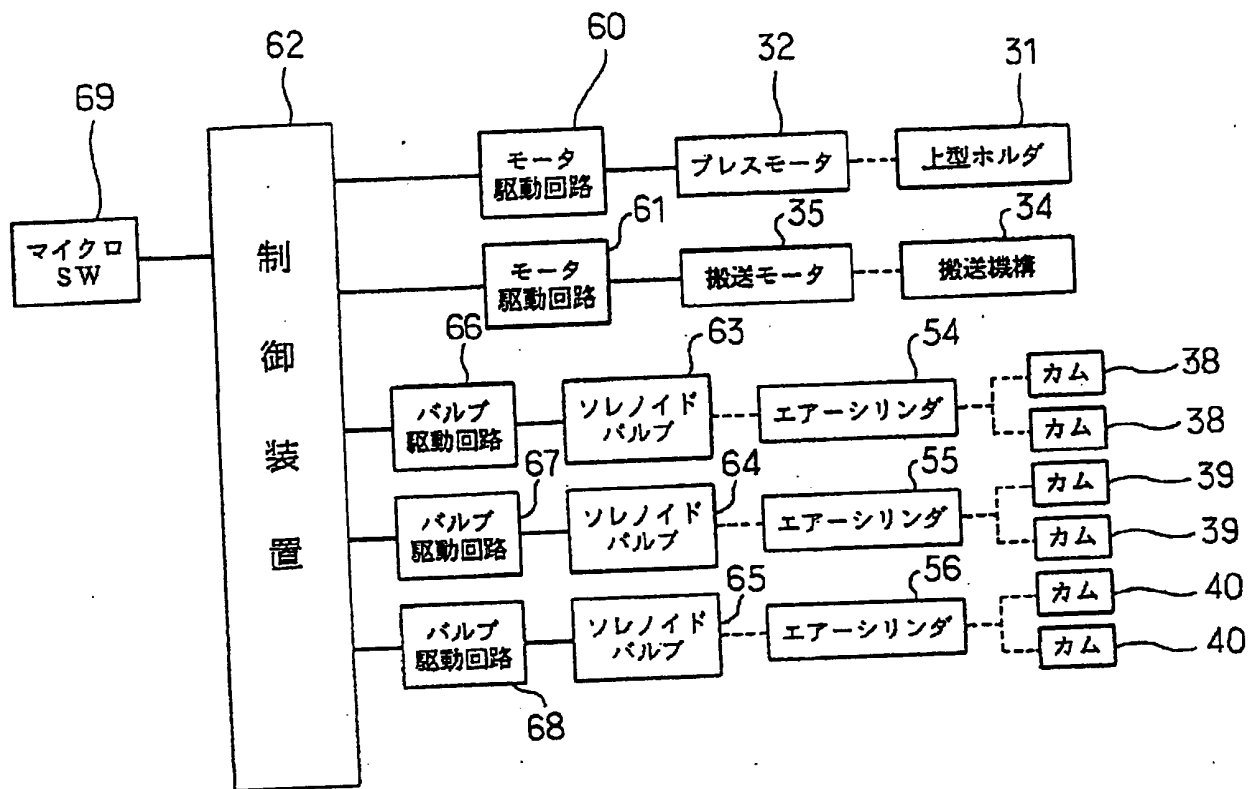 62
60
32
31
69
モータ
駆動回路
プレスモータ
上型ホルダ
マイクロ
SW
制御装置
61
35
34
モータ
駆動回路
搬送モータ
搬送機構
66
63
54
バルブ
駆動回路
ソレノイド
バルブ
エアーシリンダ
カム
38
カム
38
67
64
55
バルブ
駆動回路
ソレノイド
バルブ
エアーシリンダ
カム
39
カム
39
65
56
バルブ
駆動回路
ソレノイド
バルブ
エアーシリンダ
カム
40
カム
40
68